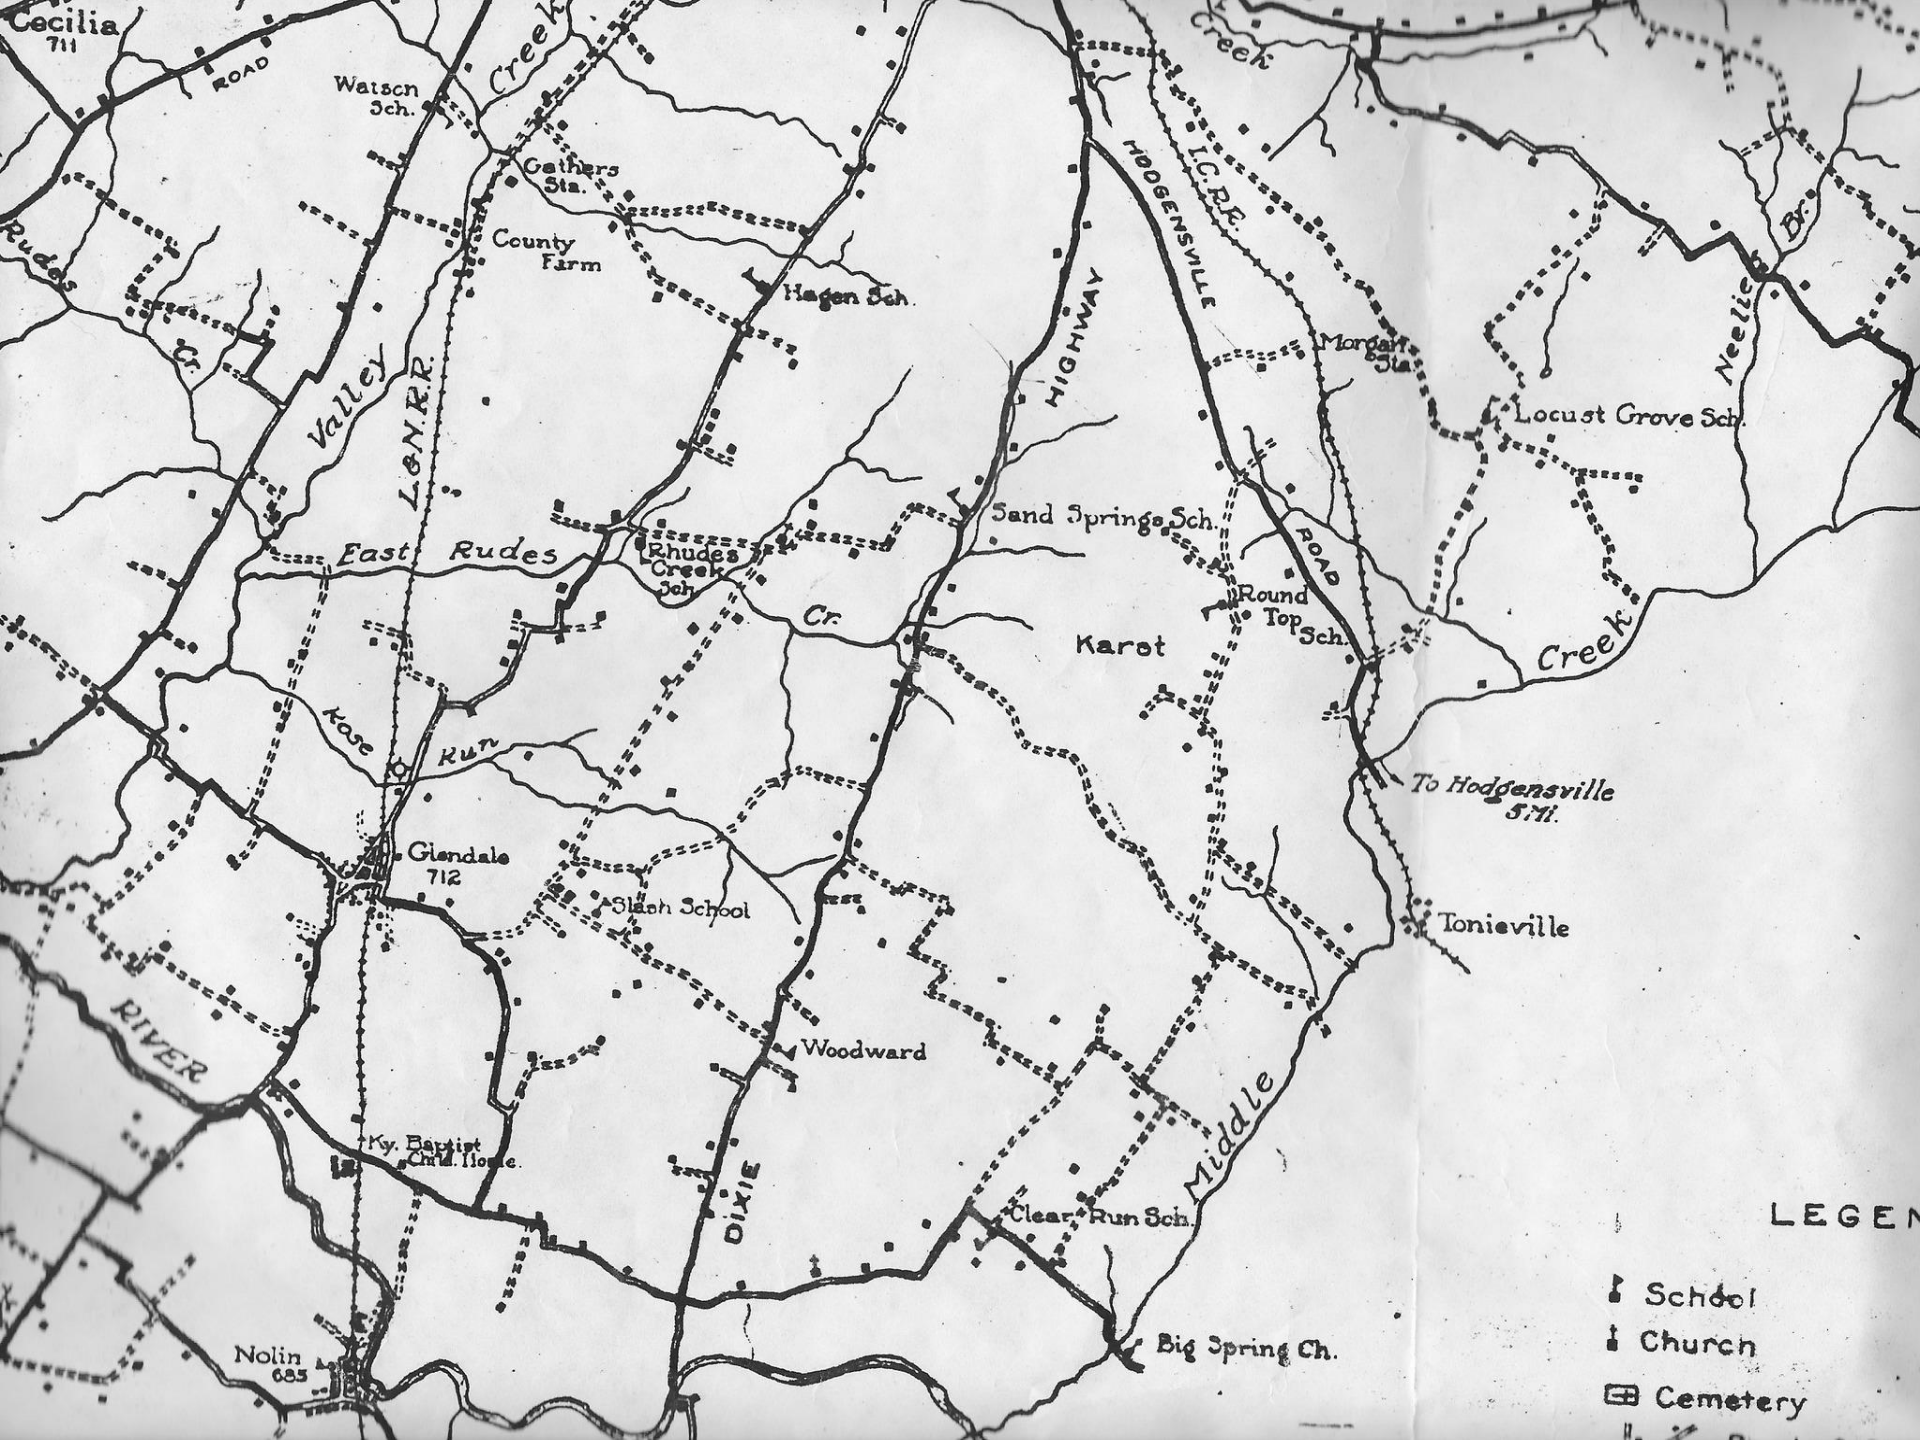 Cecilia
711
ROAD
Creek
Creek
Watson
Sch.
HODGENSVILLE
I.C.R.R.
Gathers
Sta.
Rudes
Cr.
County
Farm
Br.
Neelie
Hagen Sch.
HIGHWAY
Morgan
Sta.
Valley
L&N.R.R.
Locust Grove Sch.
Sand Springs Sch.
ROAD
East Rudes
Rhudes
Creek
Sch.
Cr.
Round
Top
Sch.
Karst
Creek
Rose
Run
To Hodgensville
5 Mi.
Glendale
712
Slash School
Tonieville
RIVER
Woodward
Middle
Ky. Baptist
Child. Home.
DIXIE
Clear Run Sch.
LEGEN
School
Nolin
685
Big Spring Ch.
Church
Cemetery